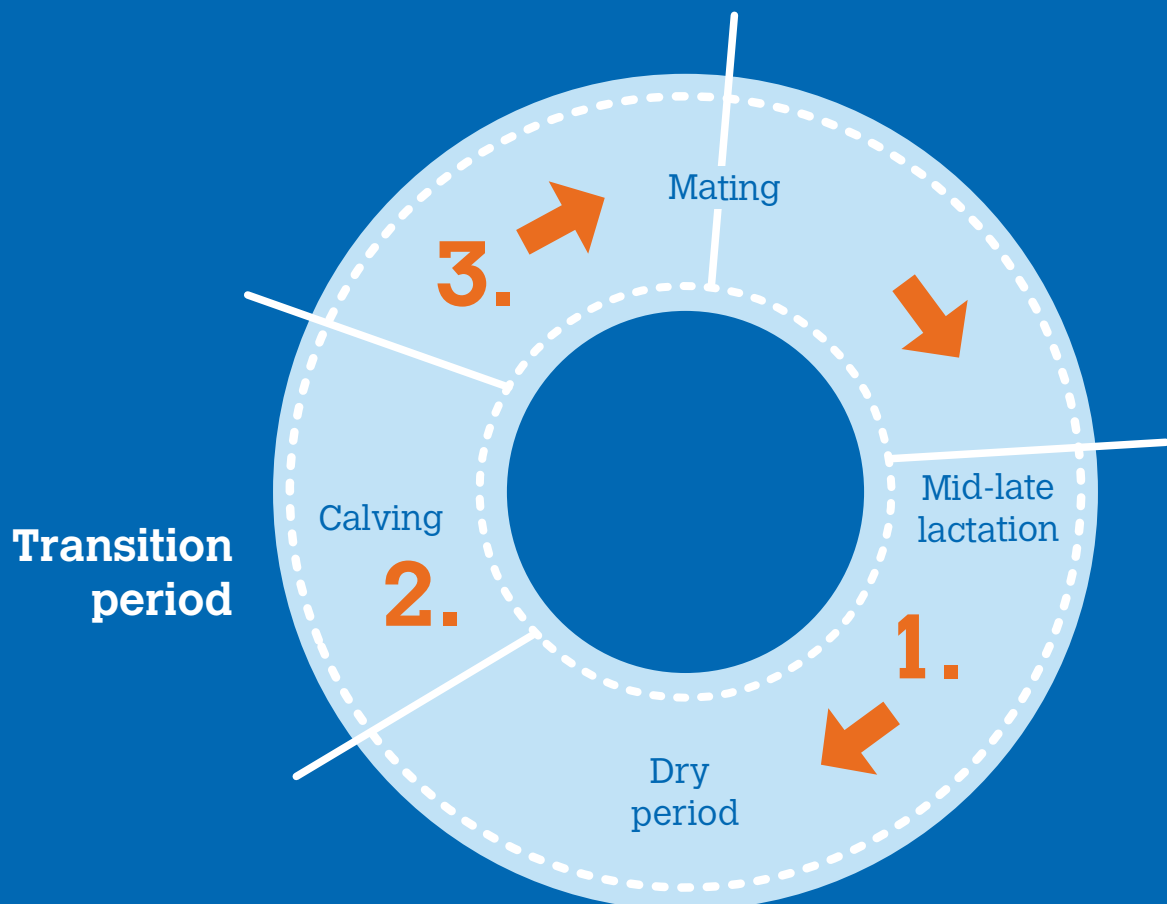 Mating
3.
Mid-late
lactation
Calving
Transition
period
2.
1.
Dry
period